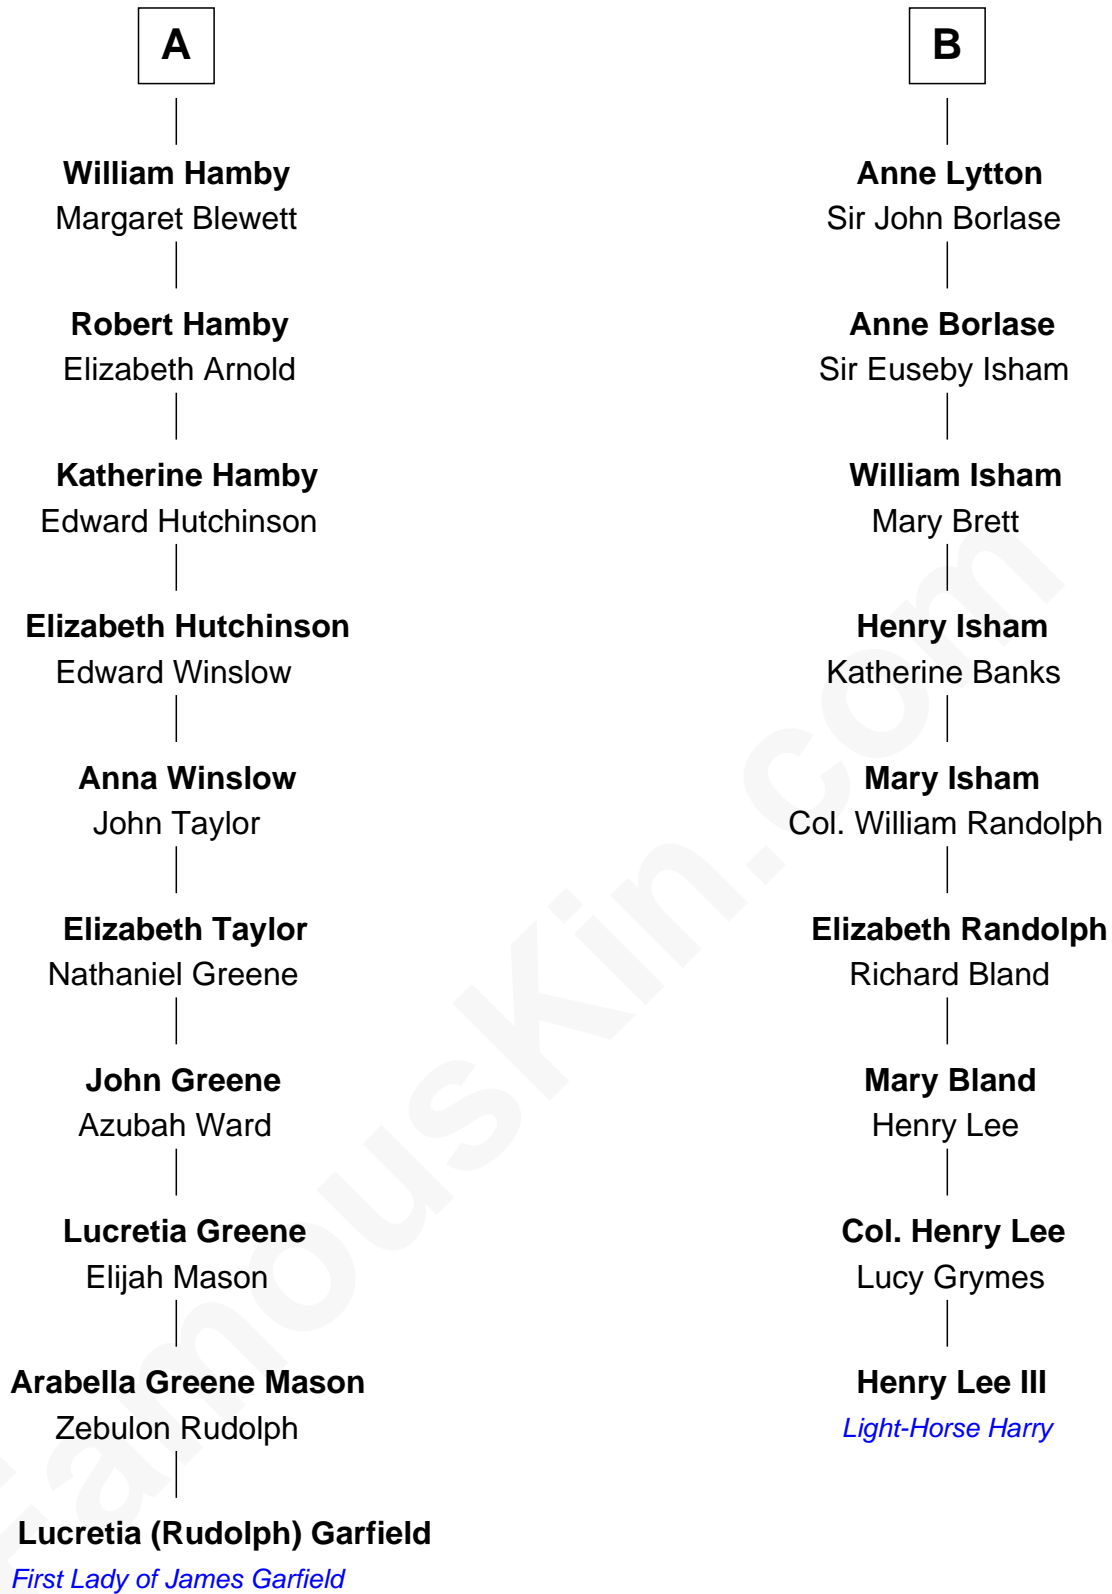 A
William Hamby
Margaret Blewett
Robert Hamby
Elizabeth Arnold
Katherine Hamby
Edward Hutchinson
Elizabeth Hutchinson
Edward Winslow
Anna Winslow
John Taylor
Elizabeth Taylor
Nathaniel Greene
John Greene
Azubah Ward
Lucretia Greene
Elijah Mason
Arabella Greene Mason
Zebulon Rudolph
Lucretia (Rudolph) Garfield
First Lady of James Garfield
B
Anne Lytton
Sir John Borlase
Anne Borlase
Sir Euseby Isham
William Isham
Mary Brett
Henry Isham
Katherine Banks
Mary Isham
Col. William Randolph
Elizabeth Randolph
Richard Bland
Mary Bland
Henry Lee
Col. Henry Lee
Lucy Grymes
Henry Lee III
Light-Horse Harry
FamousKin.com